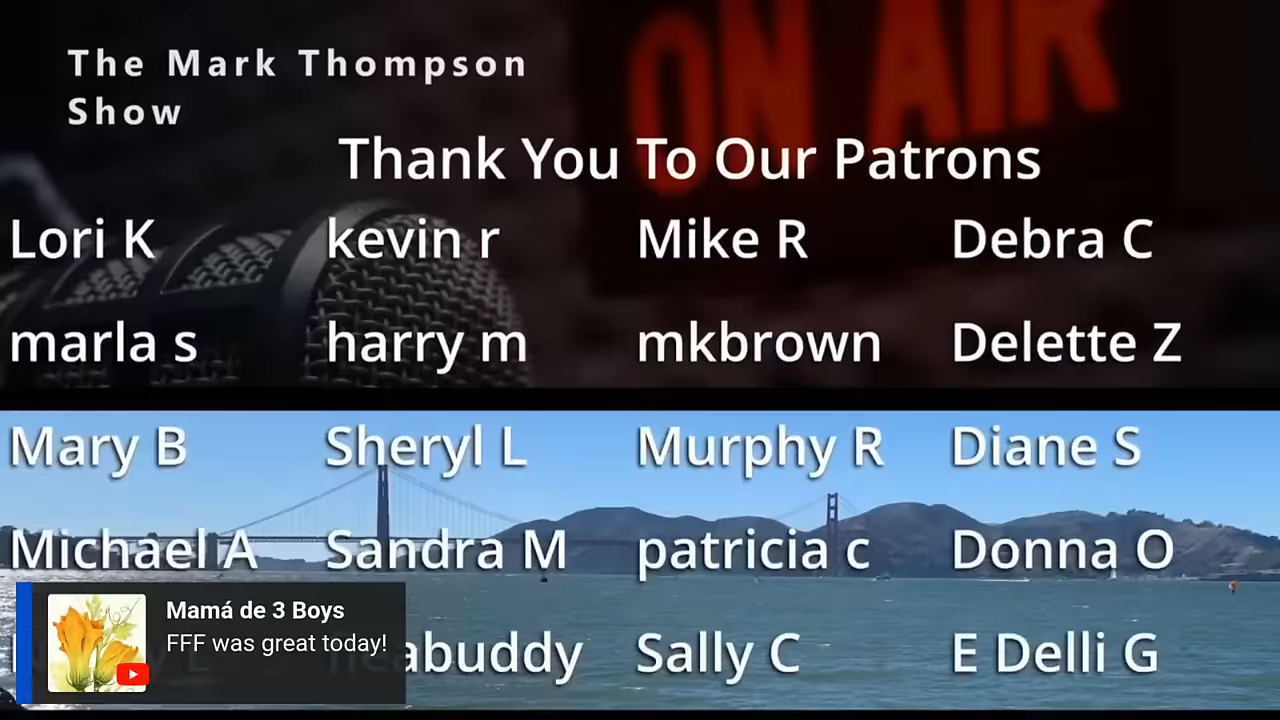 The Mark Thompson
Show
ON AIR
Thank You To Our Patrons
Lori K kevin r Mike R Debra C
marla s harry m mkbrown Delette Z
Mary B Sheryl L Murphy R Diane S
Michael A Sandra M patricia c Donna O
Mamá de 3 Boys
FFF was great today!
Sally C E Delli G